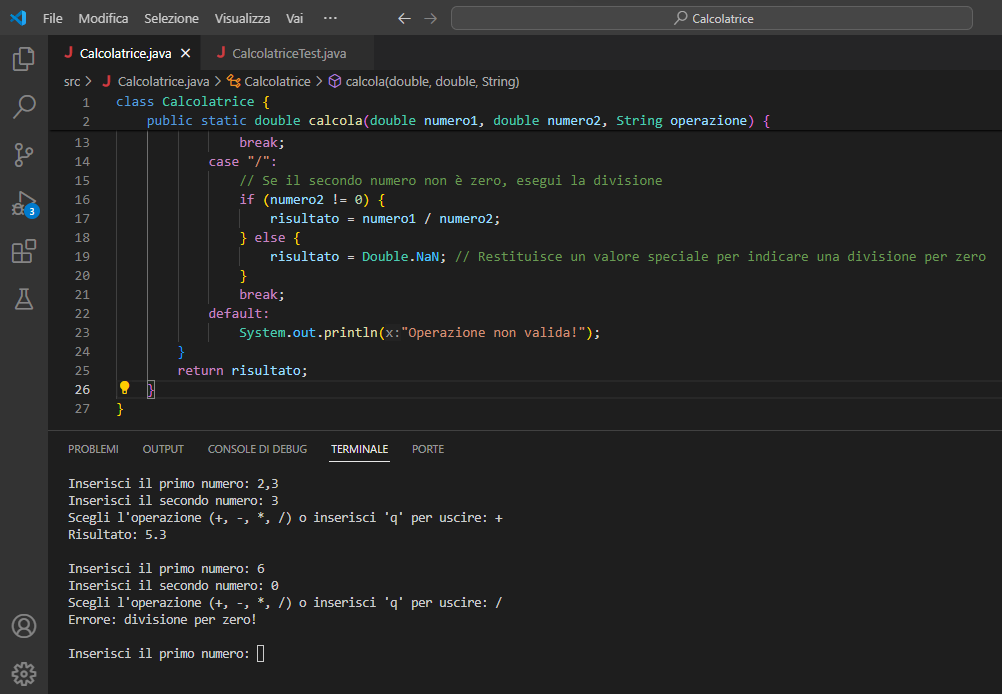 File Modifica Selezione Visualizza Vai ··· Calcolatrice
Calcolatrice.java CalcolatriceTest.java
src > Calcolatrice.java > Calcolatrice > calcola(double, double, String)
1 class Calcolatrice {
2 public static double calcola(double numero1, double numero2, String operazione) {
13 break;
14 case "/":
15 // Se il secondo numero non è zero, esegui la divisione
16 if (numero2 != 0) {
17 risultato = numero1 / numero2;
18 } else {
19 risultato = Double.NaN; // Restituisce un valore speciale per indicare una divisione per zero
20 }
21 break;
22 default:
23 System.out.println(x:"Operazione non valida!");
24 }
25 return risultato;
26 }
27 }
3
PROBLEMI OUTPUT CONSOLE DI DEBUG TERMINALE PORTE
Inserisci il primo numero: 2,3
Inserisci il secondo numero: 3
Scegli l'operazione (+, -, *, /) o inserisci 'q' per uscire: +
Risultato: 5.3
Inserisci il primo numero: 6
Inserisci il secondo numero: 0
Scegli l'operazione (+, -, *, /) o inserisci 'q' per uscire: /
Errore: divisione per zero!
Inserisci il primo numero: